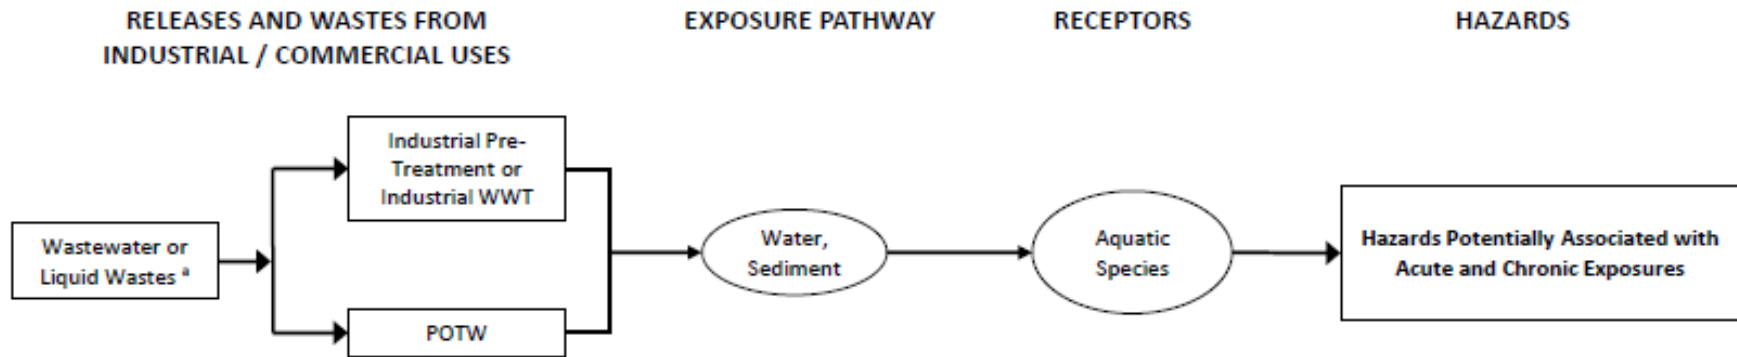 RELEASES AND WASTES FROM
INDUSTRIAL / COMMERCIAL USES
EXPOSURE PATHWAY
RECEPTORS
HAZARDS
Wastewater or
Liquid Wastes ᵃ
Industrial Pre-
Treatment or
Industrial WWT
POTW
Water,
Sediment
Aquatic
Species
Hazards Potentially Associated with
Acute and Chronic Exposures